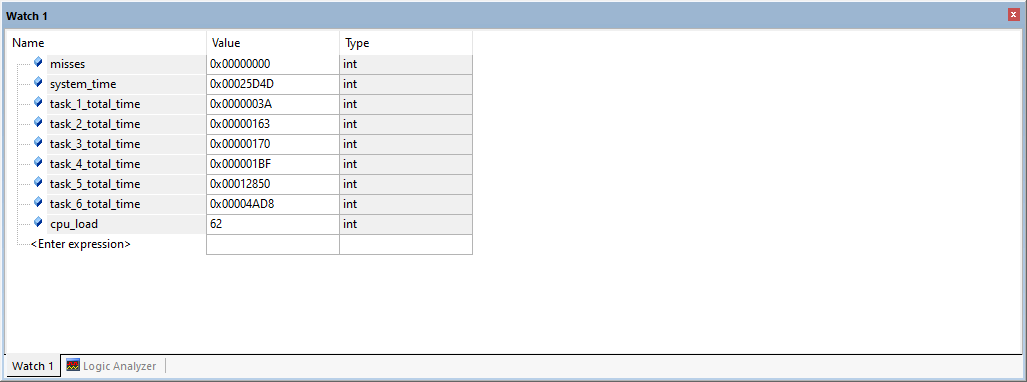 Watch 1
Name Value Type
misses 0x00000000 int
system_time 0x00025D4D int
task_1_total_time 0x0000003A int
task_2_total_time 0x00000163 int
task_3_total_time 0x00000170 int
task_4_total_time 0x000001BF int
task_5_total_time 0x00012850 int
task_6_total_time 0x00004AD8 int
cpu_load 62 int
<Enter expression>
Watch 1 Logic Analyzer